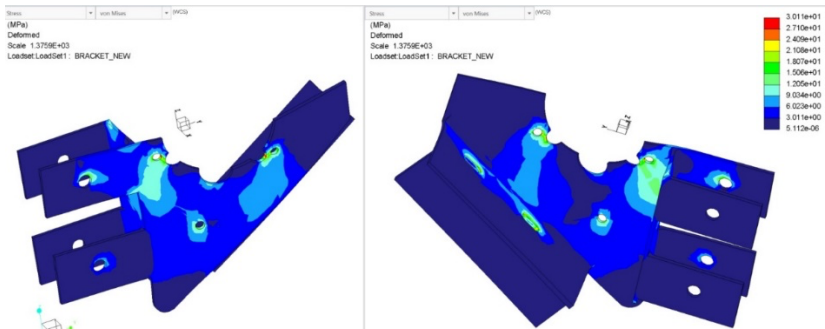 Stress von Mises (WCS)
(MPa)
Deformed
Scale 1.3759E+03
Loadset:LoadSet1 : BRACKET_NEW
Stress von Mises (WCS)
(MPa)
Deformed
Scale 1.3759E+03
Loadset:LoadSet1 : BRACKET_NEW
3.011e+01
2.710e+01
2.409e+01
2.108e+01
1.807e+01
1.506e+01
1.205e+01
9.034e+00
6.023e+00
3.011e+00
5.112e-06